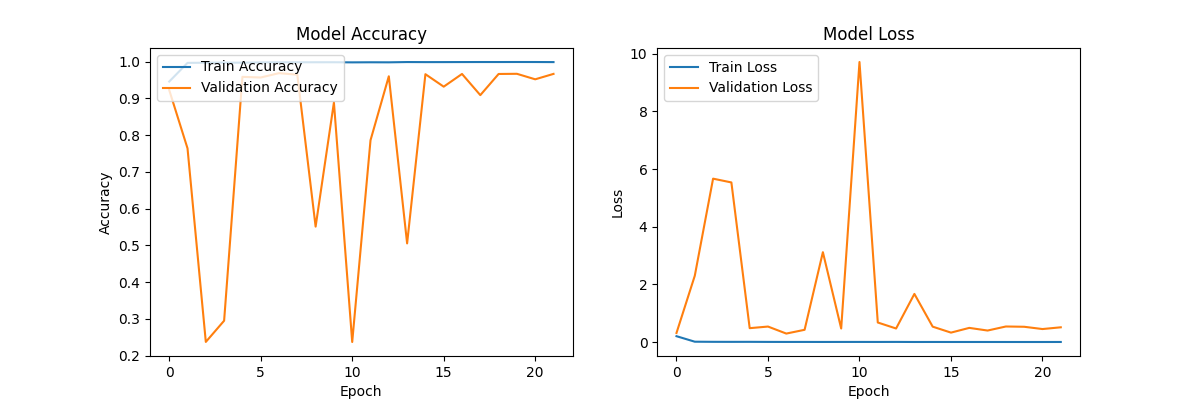 Model Accuracy
1.0
0.9
0.8
0.7
0.6
0.5
0.4
0.3
0.2
Accuracy
Train Accuracy
Validation Accuracy
0 5 10 15 20
Epoch
Model Loss
10
8
6
4
2
0
Loss
Train Loss
Validation Loss
0 5 10 15 20
Epoch